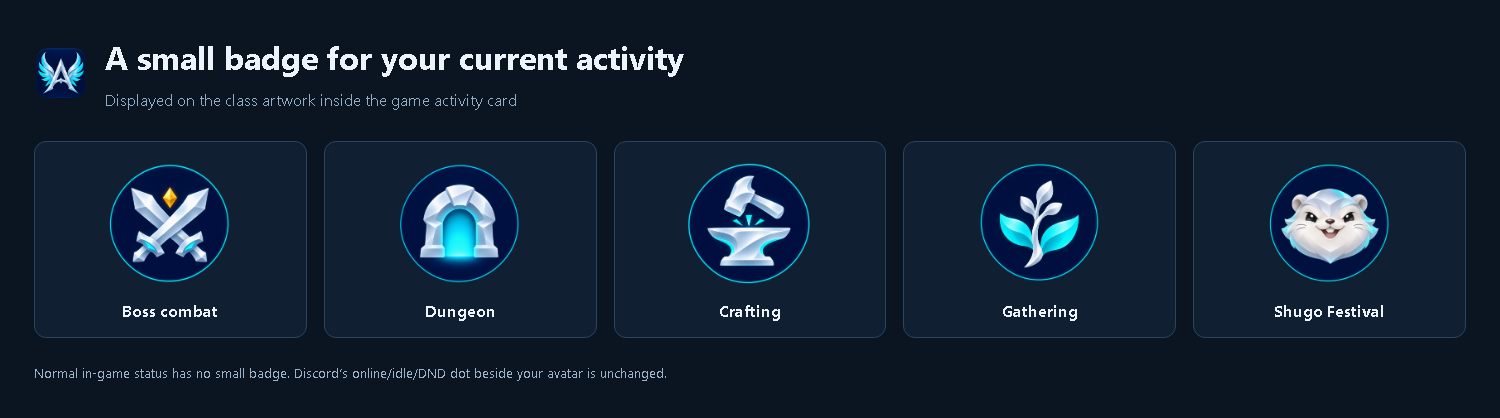 A small badge for your current activity
Displayed on the class artwork inside the game activity card
Boss combat
Dungeon
Crafting
Gathering
Shugo Festival
Normal in-game status has no small badge. Discord's online/idle/DND dot beside your avatar is unchanged.